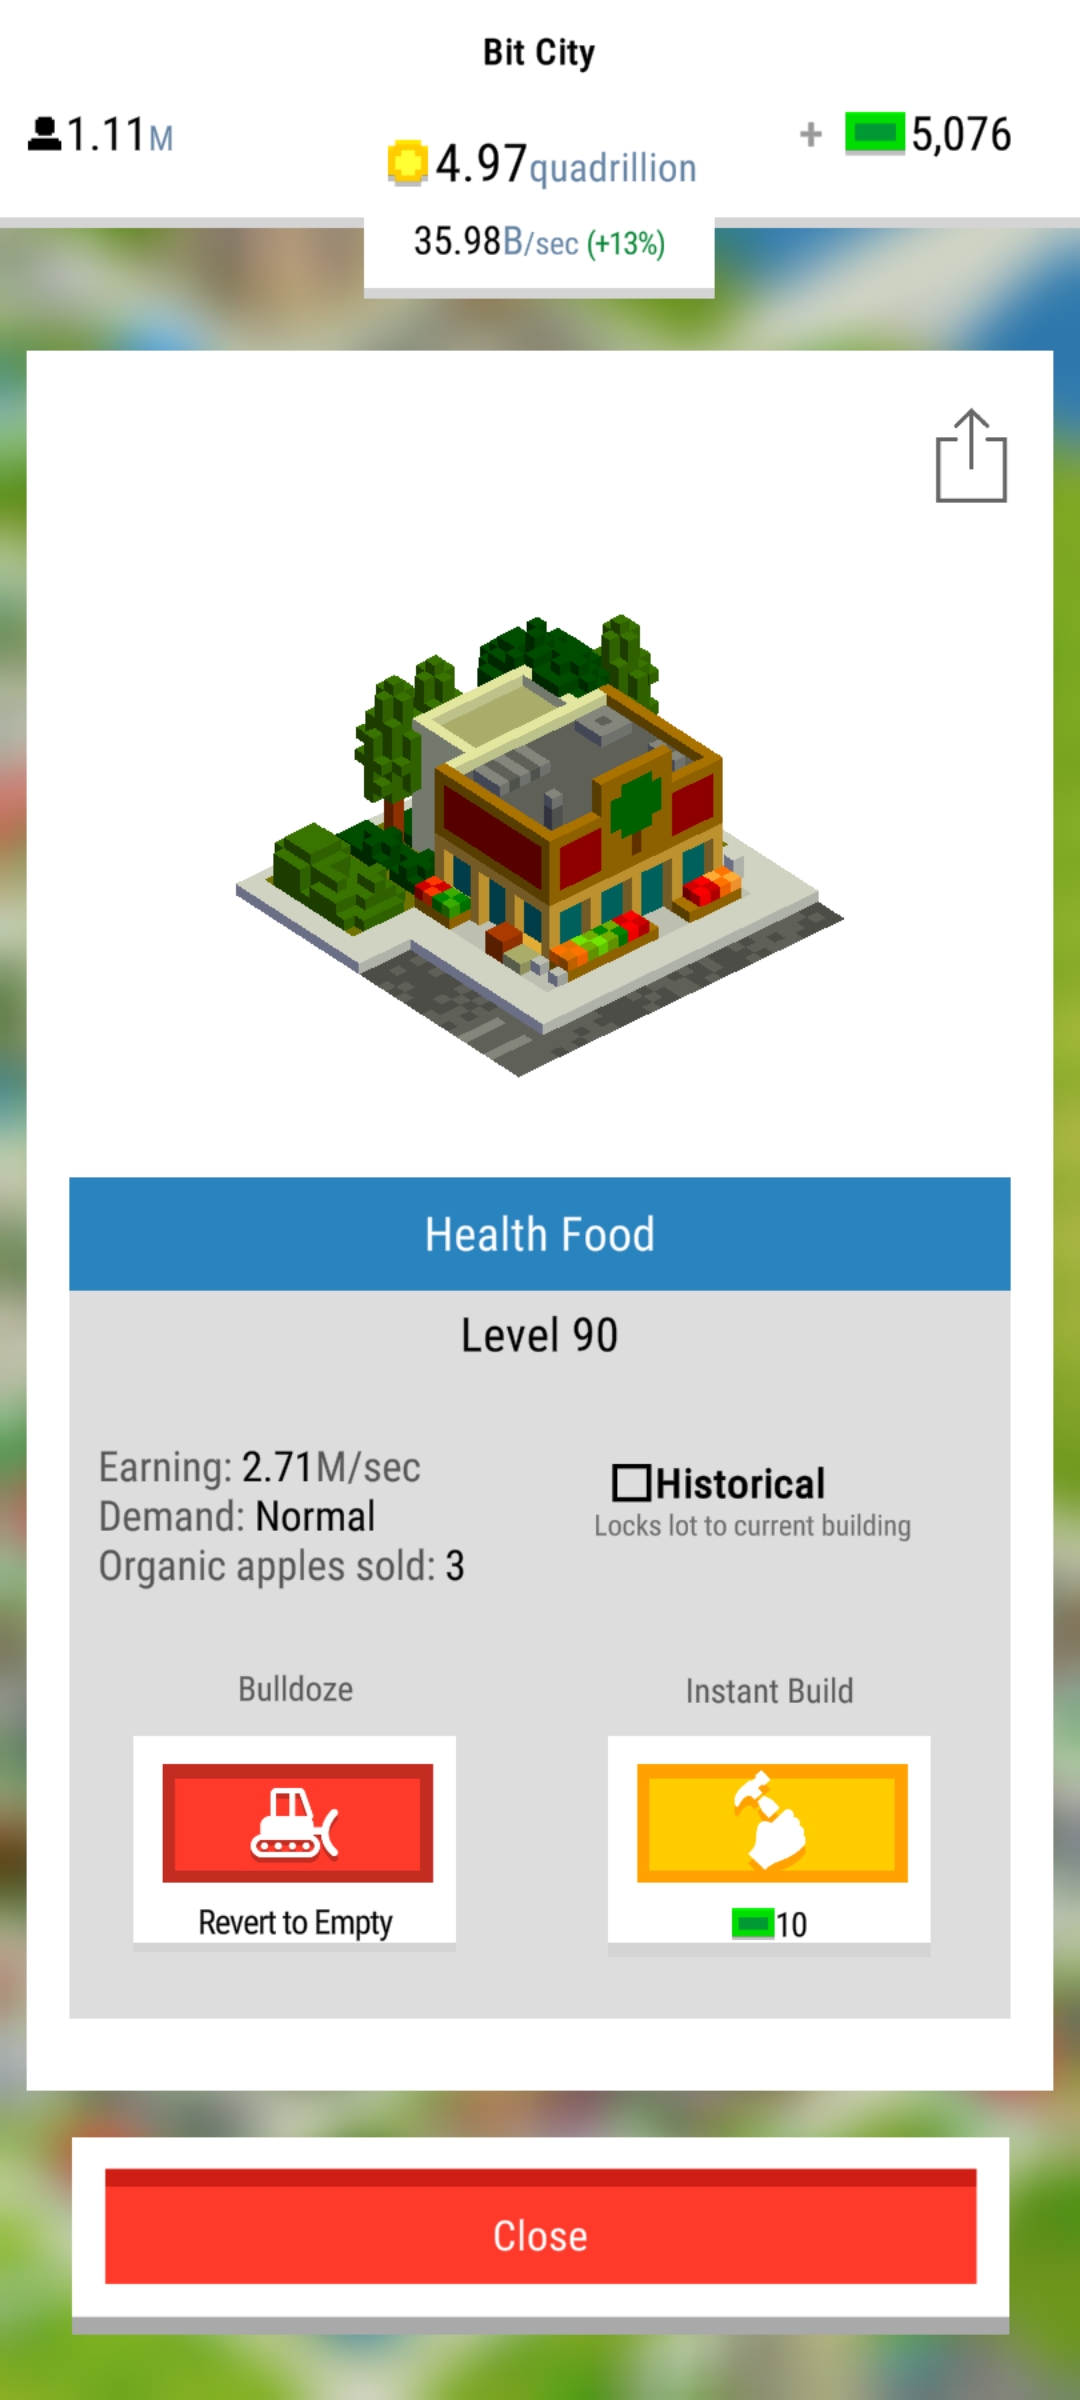 Bit City
1.11M
4.97quadrillion
+ 5,076
35.98B/sec (+13%)
Health Food
Level 90
Earning: 2.71M/sec
Demand: Normal
Organic apples sold: 3
Historical
Locks lot to current building
Bulldoze
Instant Build
Revert to Empty
10
Close